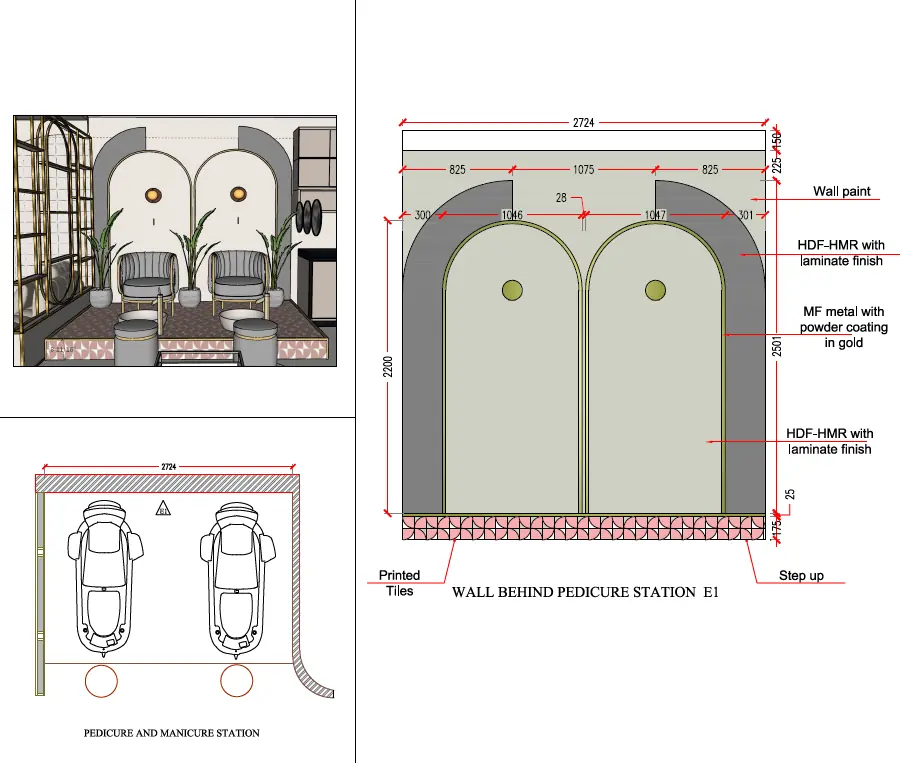 2724
150
225
825
1075
825
Wall paint
28
300
1046
1047
301
HDF-HMR with
laminate finish
MF metal with
powder coating
in gold
2200
2501
HDF-HMR with
laminate finish
25
175
Printed
Tiles
Step up
WALL BEHIND PEDICURE STATION E1
2724
E1
PEDICURE AND MANICURE STATION